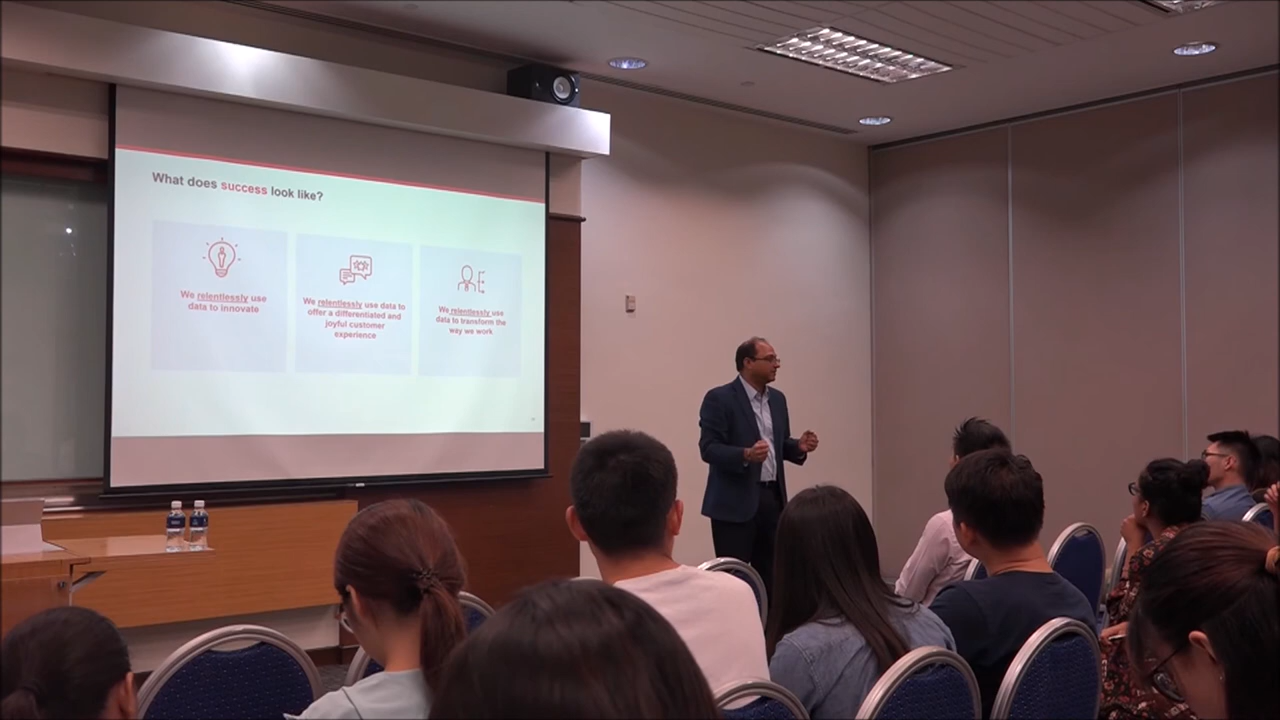 What does success look like?
We relentlessly use
data to innovate
We relentlessly use data to
offer a differentiated and
joyful customer
experience
We relentlessly use
data to transform the
way we work